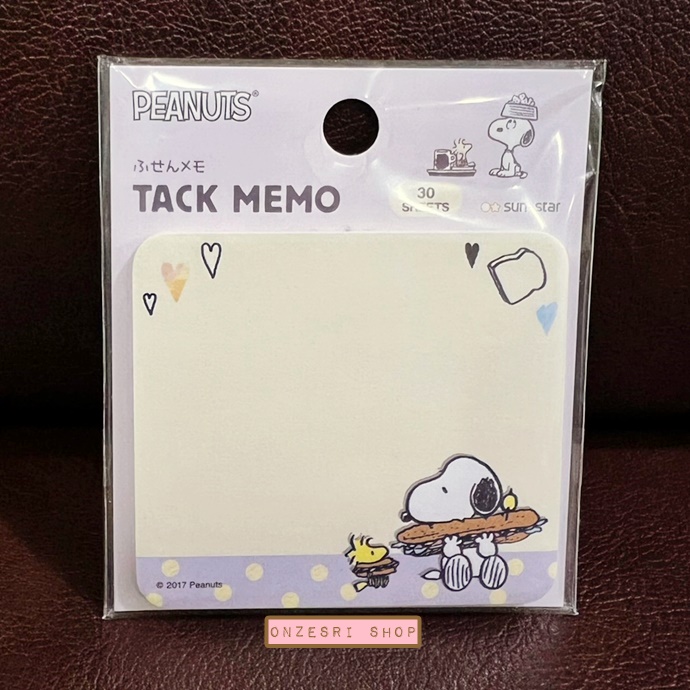 PEANUTS®
ふせんメモ
TACK MEMO
30
SHEETS
sun-star
© 2017 Peanuts
ONZESRI SHOP